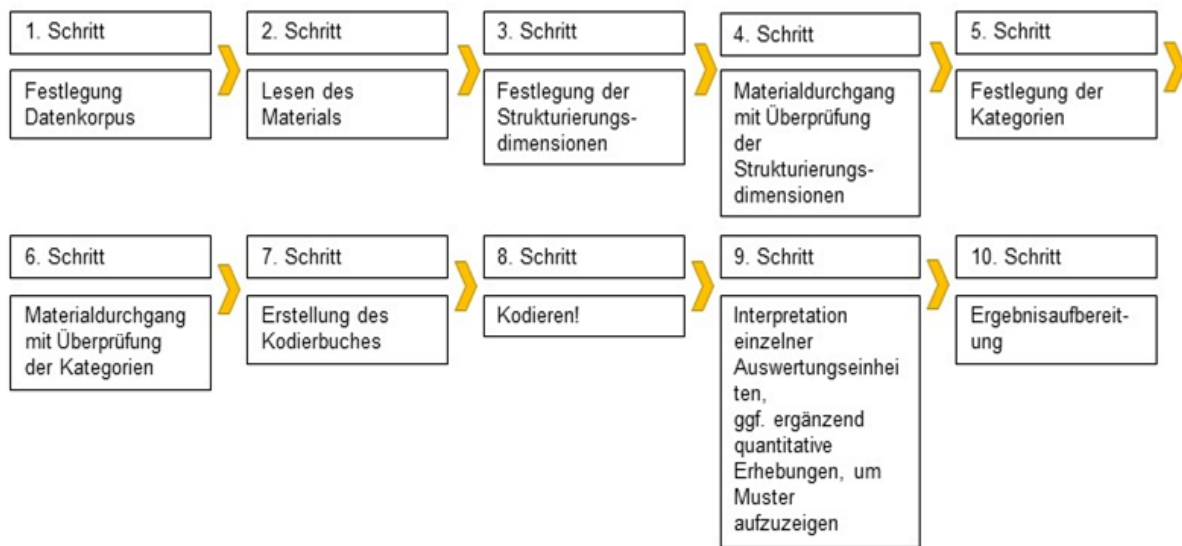 1. Schritt
Festlegung
Datenkorpus
2. Schritt
Lesen des
Materials
3. Schritt
Festlegung der
Strukturierungs-
dimensionen
4. Schritt
Materialdurchgang
mit Überprüfung
der
Strukturierungs-
dimensionen
5. Schritt
Festlegung der
Kategorien
6. Schritt
Materialdurchgang
mit Überprüfung
der Kategorien
7. Schritt
Erstellung des
Kodierbuches
8. Schritt
Kodieren!
9. Schritt
Interpretation
einzelner
Auswertungseinhei
ten,
ggf. ergänzend
quantitative
Erhebungen, um
Muster
aufzuzeigen
10. Schritt
Ergebnisaufbereit-
ung